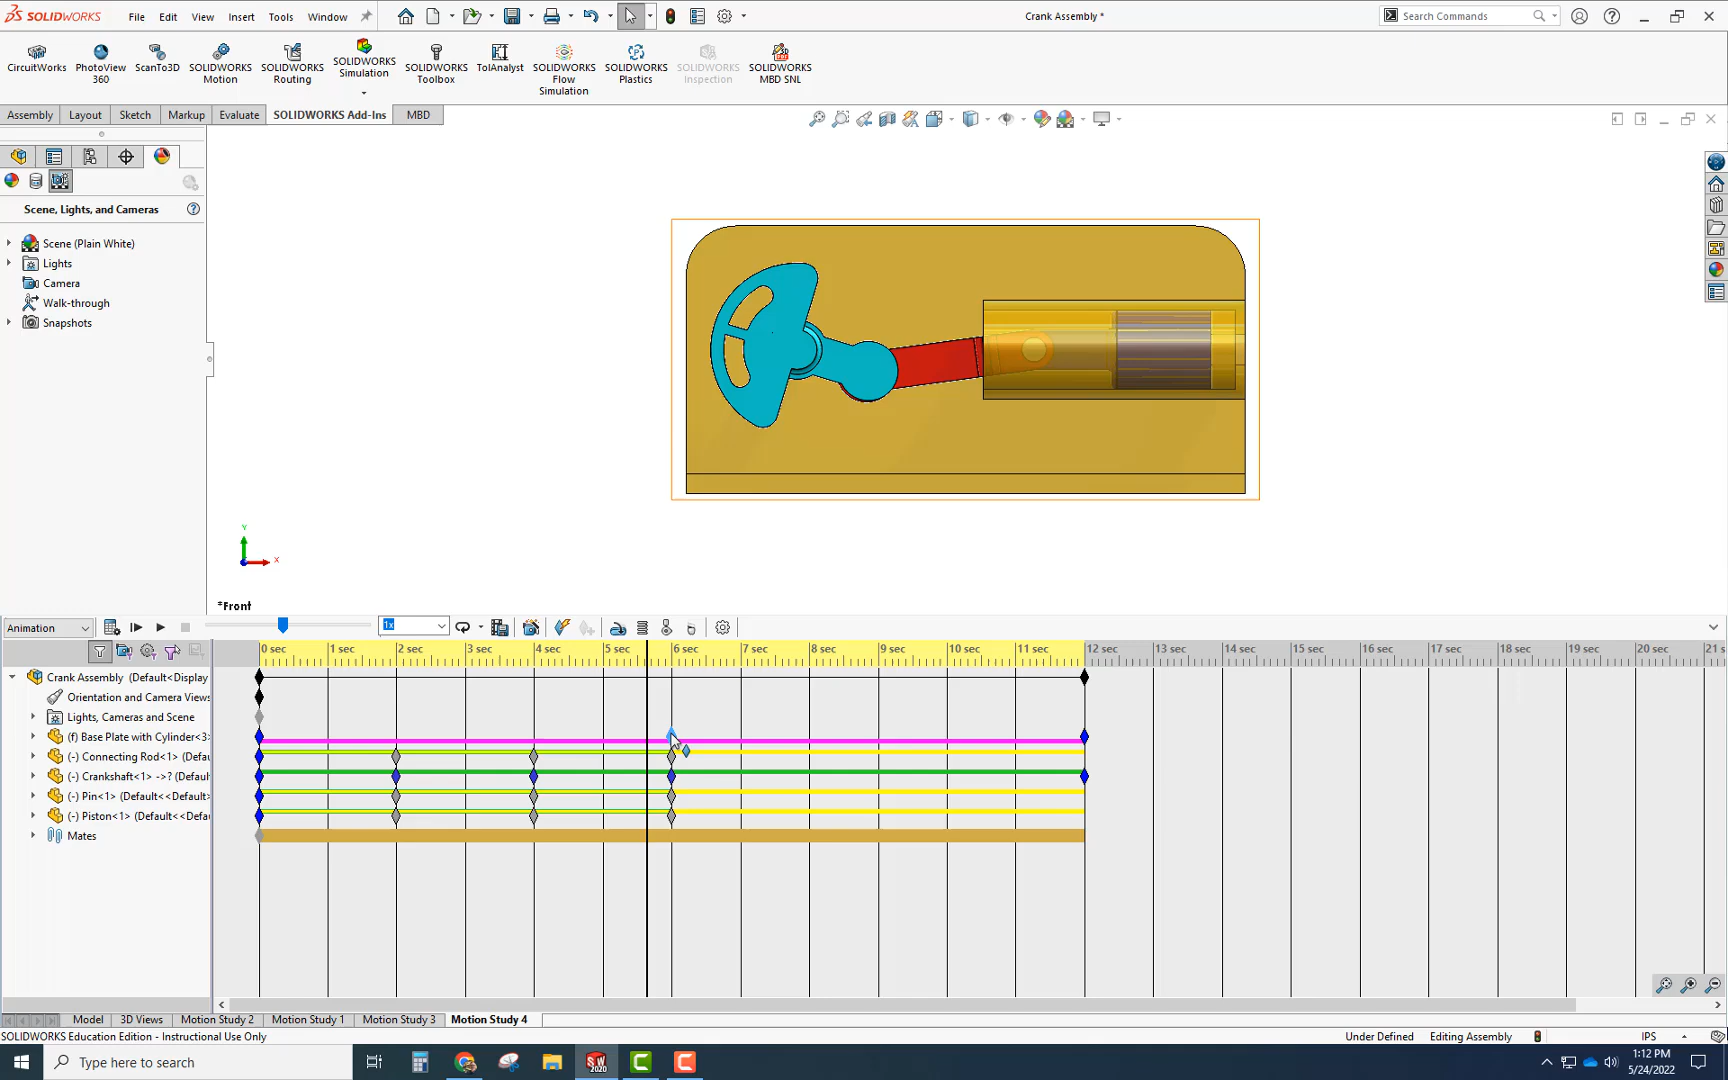 SOLIDWORKS File Edit View Insert Tools Window Crank Assembly * Search Commands
CircuitWorks PhotoView 360 ScanTo3D SOLIDWORKS Motion SOLIDWORKS Routing SOLIDWORKS Simulation SOLIDWORKS Toolbox TolAnalyst SOLIDWORKS Flow Simulation SOLIDWORKS Plastics SOLIDWORKS Inspection SOLIDWORKS MBD SNL
Assembly Layout Sketch Markup Evaluate SOLIDWORKS Add-Ins MBD
Scene, Lights, and Cameras
Scene (Plain White)
Lights
Camera
Walk-through
Snapshots
Y
X
*Front
Animation 1x
0 sec 1 sec 2 sec 3 sec 4 sec 5 sec 6 sec 7 sec 8 sec 9 sec 10 sec 11 sec 12 sec 13 sec 14 sec 15 sec 16 sec 17 sec 18 sec 19 sec 20 sec 21 s
Crank Assembly (Default<Display
Orientation and Camera Views
Lights, Cameras and Scene
(f) Base Plate with Cylinder<3>
(-) Connecting Rod<1> (Defau
(-) Crankshaft<1> ->? (Default
(-) Pin<1> (Default<<Default>
(-) Piston<1> (Default<<Defau
Mates
Model 3D Views Motion Study 2 Motion Study 1 Motion Study 3 Motion Study 4
SOLIDWORKS Education Edition - Instructional Use Only Under Defined Editing Assembly IPS
Type here to search SW 2020 1:12 PM
5/24/2022